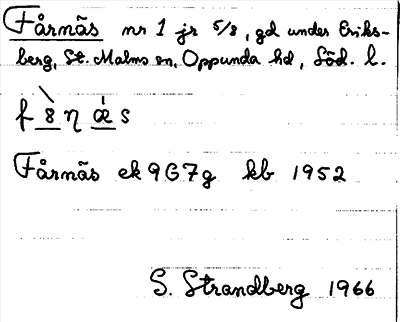 Fårnäs nr 1 jr 5/8, gd under Eriks-
berg, St. Malms sn, Oppunda hd, Söd. l.
f 8 η æ s
Fårnäs ek 9G7g kb 1952
S. Strandberg 1966